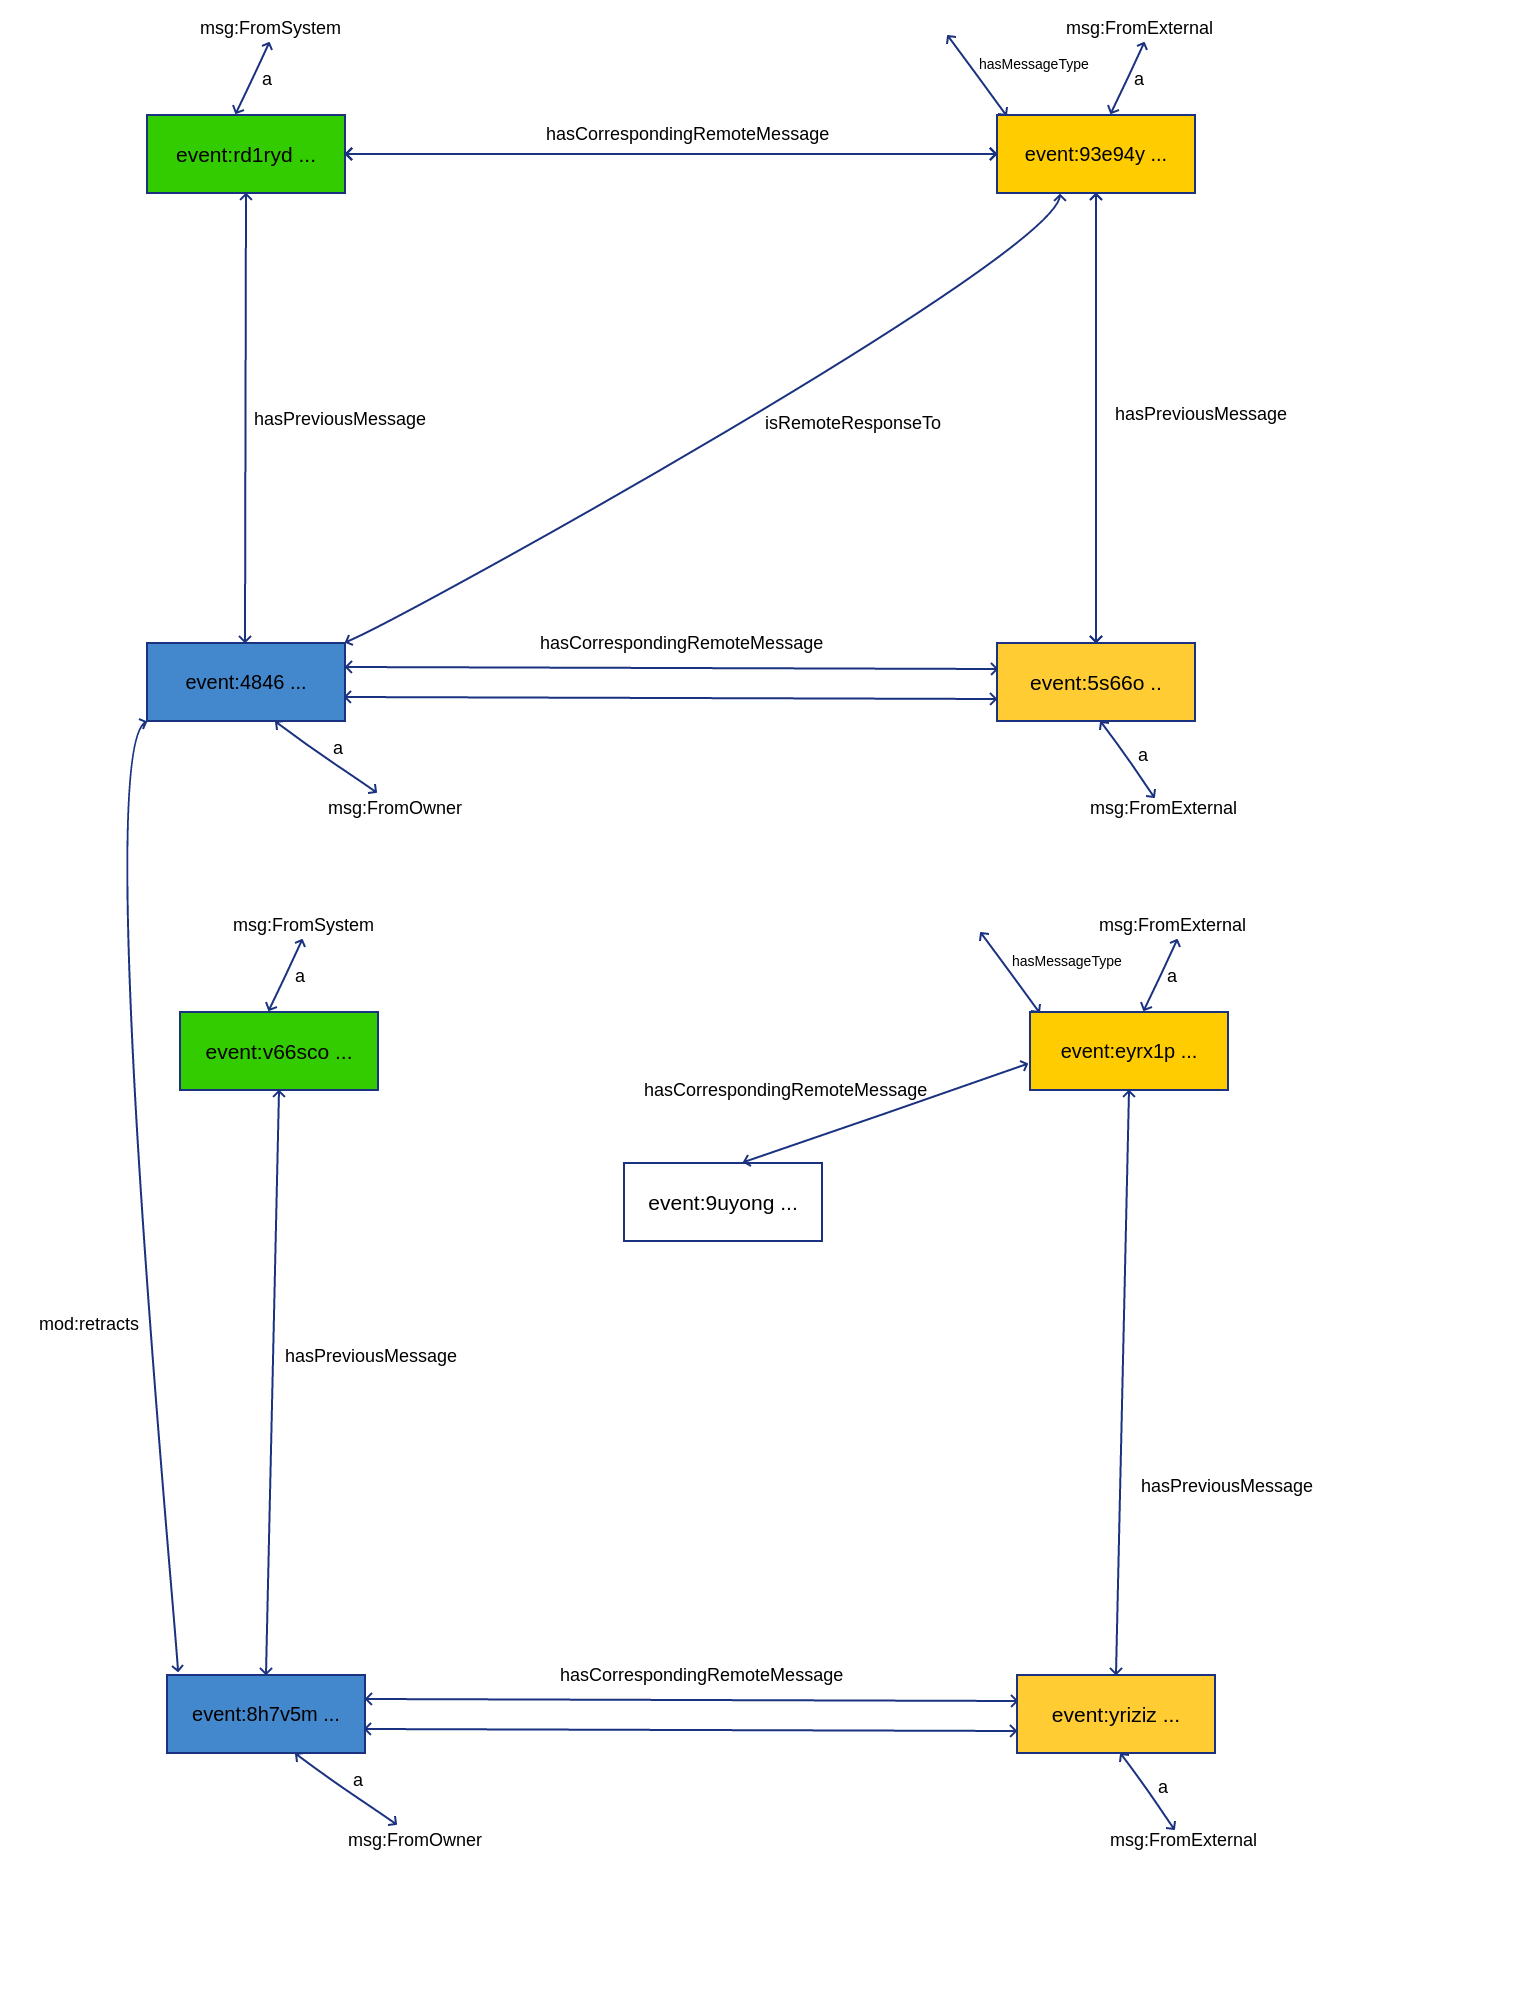 msg:FromSystem
msg:FromExternal
hasMessageType
a
a
event:rd1ryd ...
hasCorrespondingRemoteMessage
event:93e94y ...
hasPreviousMessage
isRemoteResponseTo
hasPreviousMessage
event:4846 ...
hasCorrespondingRemoteMessage
event:5s66o ..
a
a
msg:FromOwner
msg:FromExternal
msg:FromSystem
msg:FromExternal
hasMessageType
a
a
event:v66sco ...
event:eyrx1p ...
hasCorrespondingRemoteMessage
event:9uyong ...
mod:retracts
hasPreviousMessage
hasPreviousMessage
hasCorrespondingRemoteMessage
event:8h7v5m ...
event:yriziz ...
a
a
msg:FromOwner
msg:FromExternal